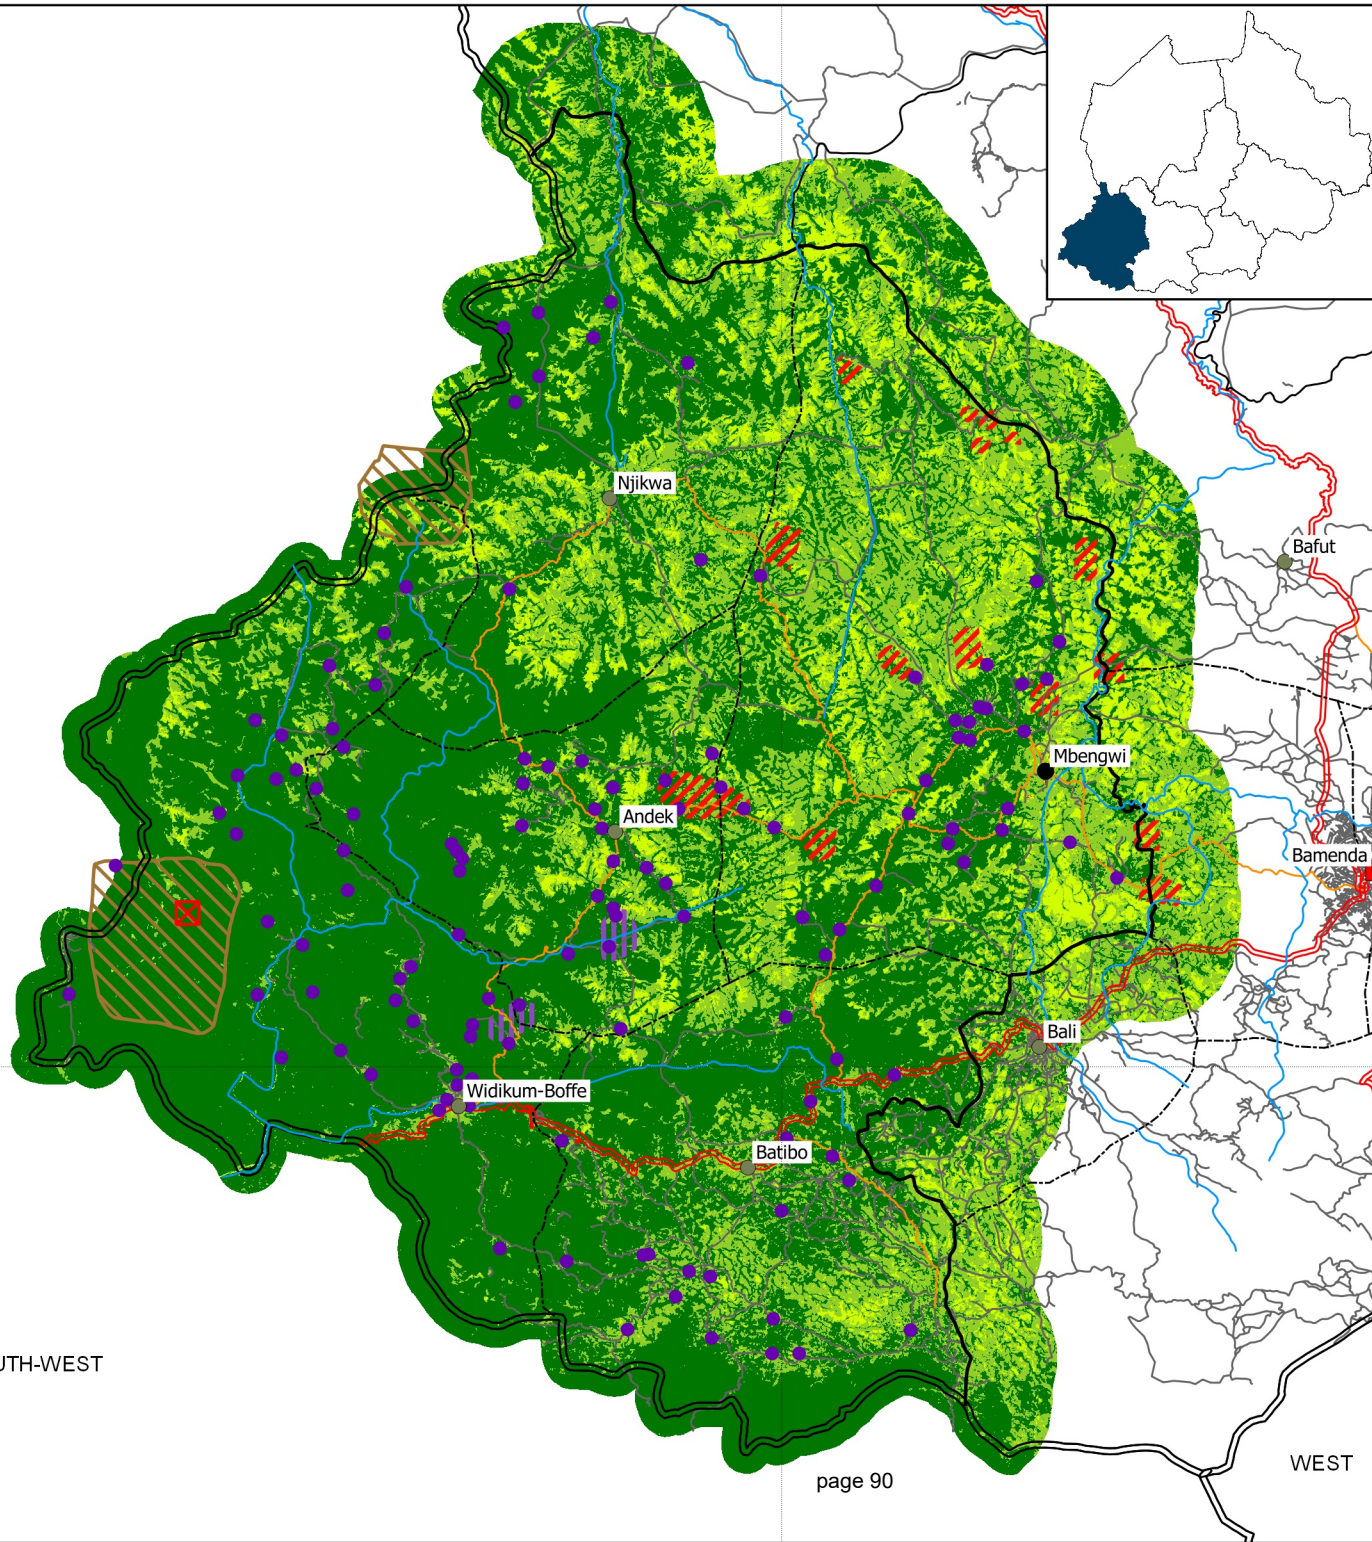 Njikwa
Bafut
Mbengwi
Andek
Bamenda
Bali
Widikum-Boffe
Batibo
UTH-WEST
WEST
page 90